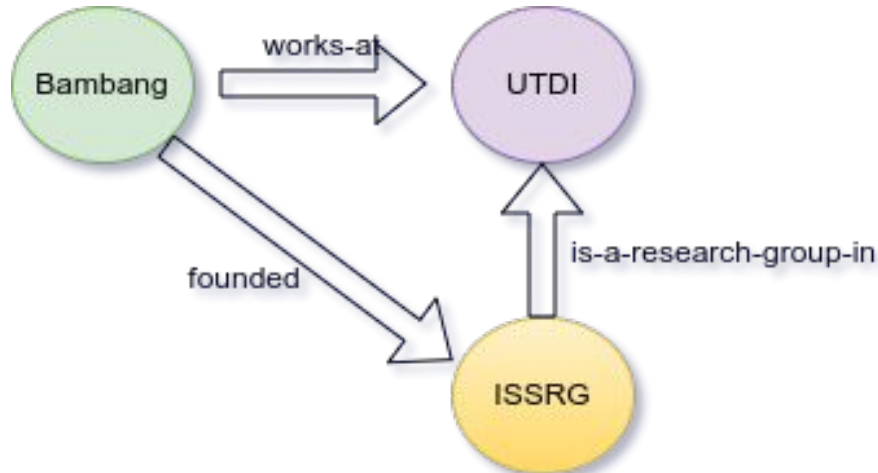 works-at
Bambang
UTDI
is-a-research-group-in
founded
ISSRG